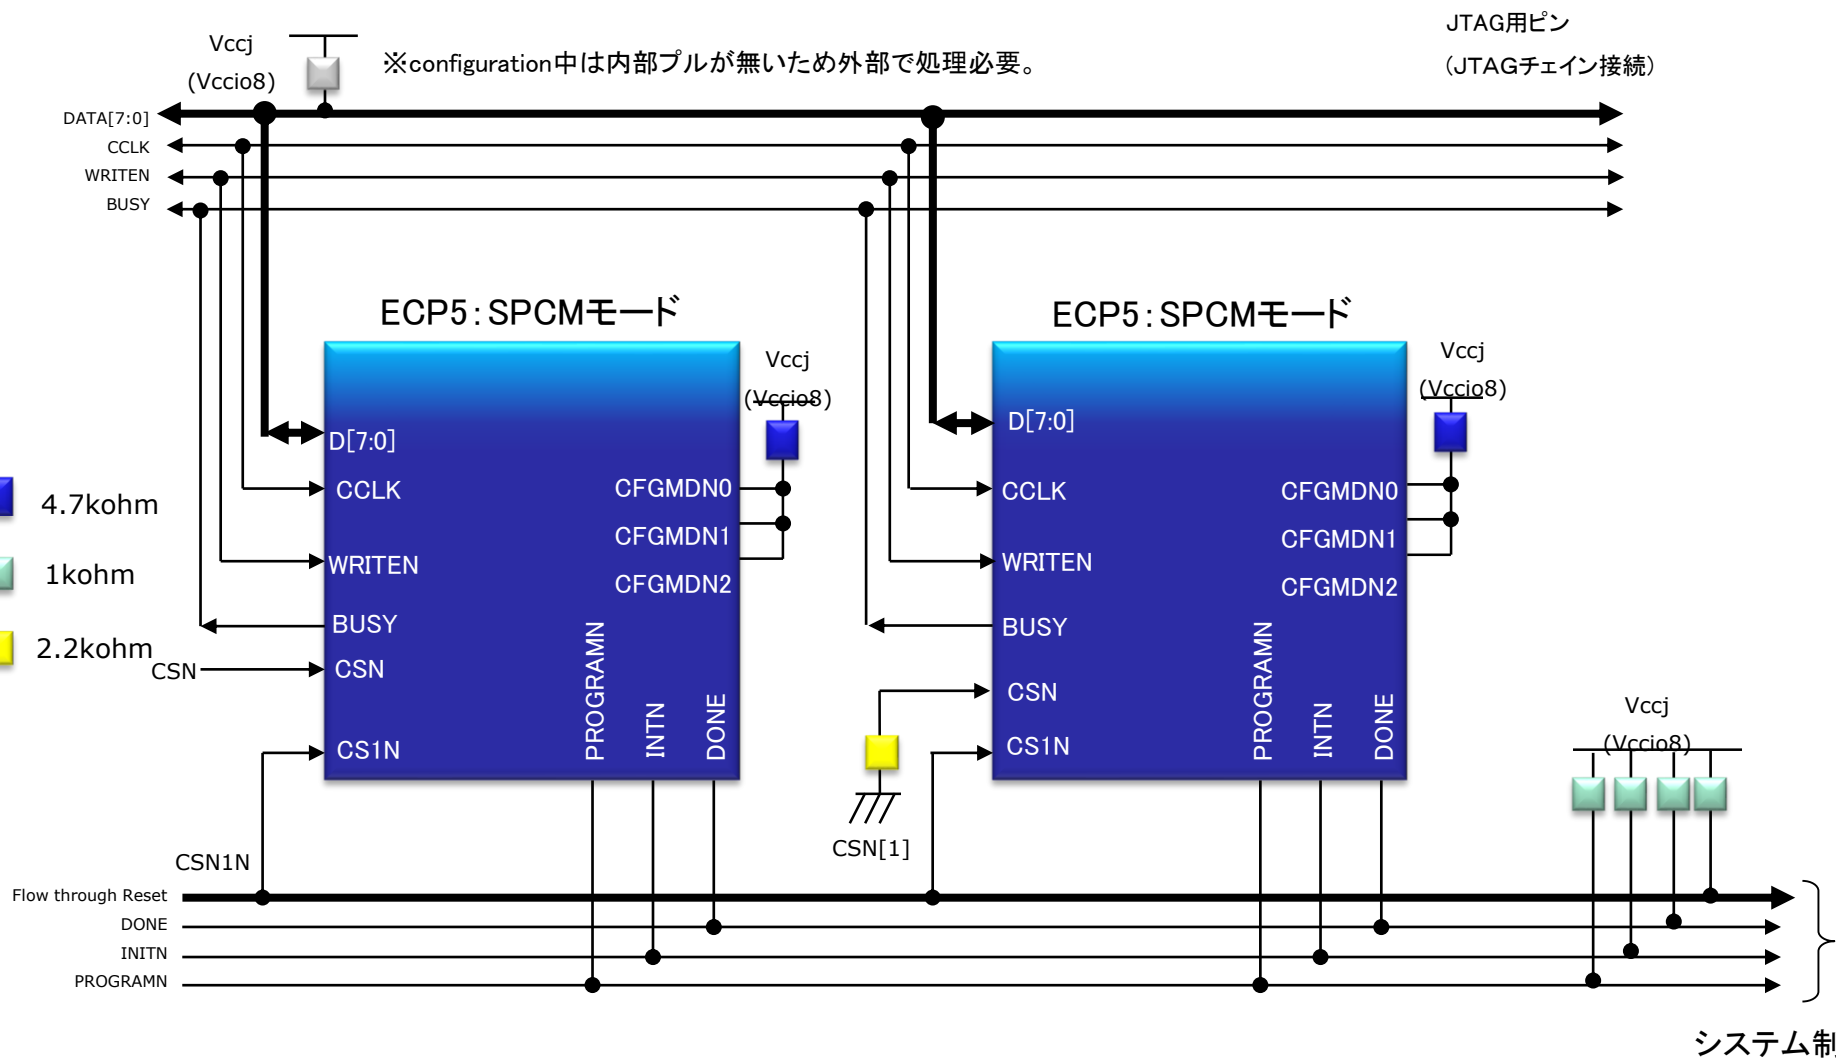 Vccj
(Vccio8)
※configuration中は内部プルが無いため外部で処理必要。
JTAG用ピン
(JTAGチェイン接続)
DATA[7:0]
CCLK
WRITEN
BUSY
ECP5:SPCMモード
ECP5:SPCMモード
Vccj
(Vccio8)
Vccj
(Vccio8)
D[7:0]
CCLK
WRITEN
BUSY
CSN
CS1N
CFGMDN0
CFGMDN1
CFGMDN2
PROGRAMN
INTN
DONE
D[7:0]
CCLK
WRITEN
BUSY
CSN
CS1N
CFGMDN0
CFGMDN1
CFGMDN2
PROGRAMN
INTN
DONE
4.7kohm
1kohm
2.2kohm
CSN
Vccj
(Vccio8)
CSN[1]
CSN1N
Flow through Reset
DONE
INITN
PROGRAMN
システム制